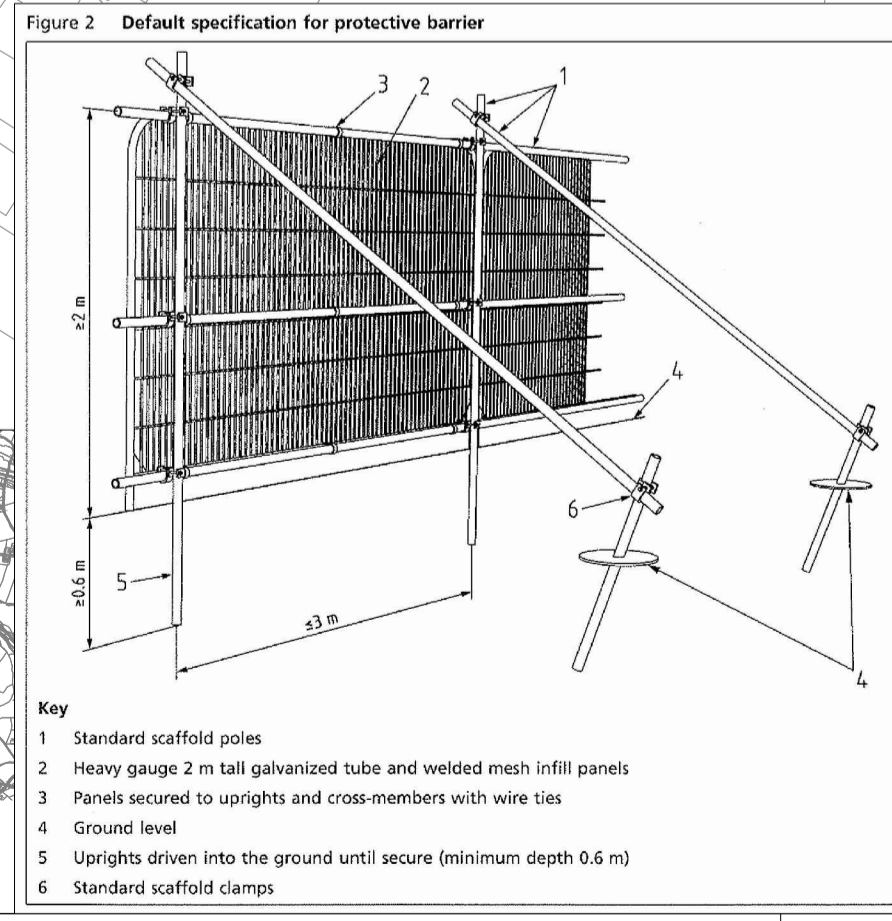 Figure 2 Default specification for protective barrier
3
2
1
≥2 m
4
6
≥0.6 m
5
≤3 m
4
Key
1 Standard scaffold poles
2 Heavy gauge 2 m tall galvanized tube and welded mesh infill panels
3 Panels secured to uprights and cross-members with wire ties
4 Ground level
5 Uprights driven into the ground until secure (minimum depth 0.6 m)
6 Standard scaffold clamps